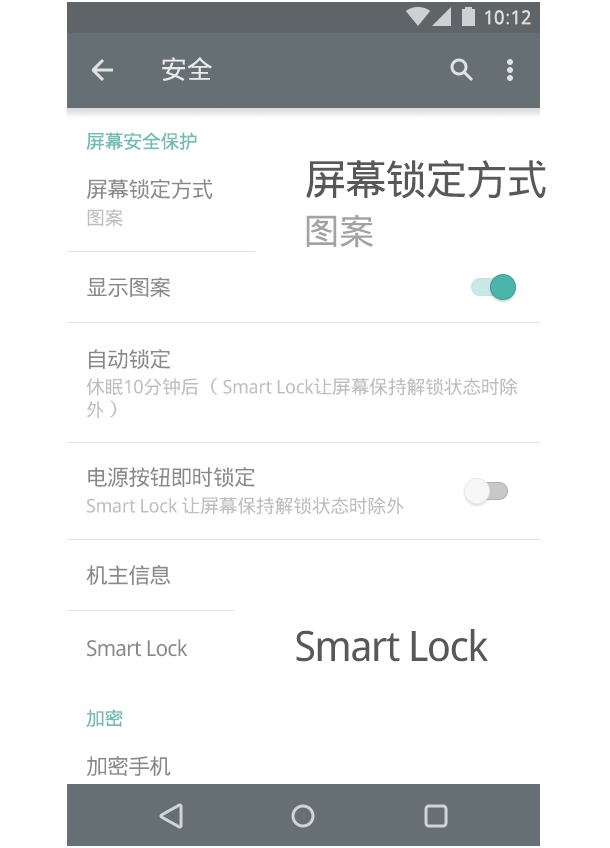 10:12
安全
屏幕安全保护
屏幕锁定方式
图案
屏幕锁定方式
图案
显示图案
自动锁定
休眠10分钟后（ Smart Lock让屏幕保持解锁状态时除
外 ）
电源按钮即时锁定
Smart Lock 让屏幕保持解锁状态时除外
机主信息
Smart Lock
Smart Lock
加密
加密手机